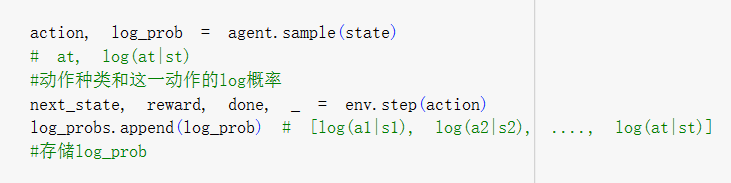 action, log_prob = agent.sample(state)
# at, log(at|st)
#动作种类和这一动作的log概率
next_state, reward, done, _ = env.step(action)
log_probs.append(log_prob) # [log(a1|s1), log(a2|s2), ...., log(at|st)]
#存储log_prob